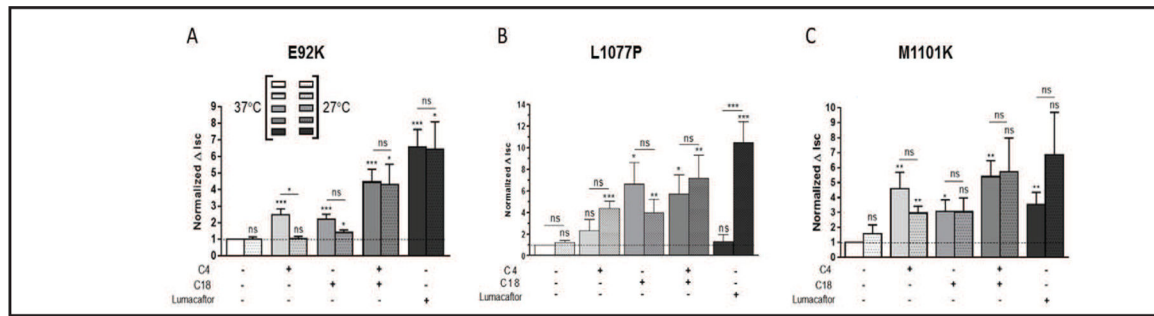 A
E92K
37°C
27°C
Normalized Δ Isc
9
8
7
6
5
4
3
2
1
0
ns
***
*
ns
***
ns
*
***
ns
*
***
ns
*
C4 - + - + -
C18 - - + + -
Lumacaftor - - - - +
B
L1077P
Normalized Δ Isc
14
12
10
8
6
4
2
0
ns
ns
ns
ns
***
*
ns
**
*
ns
**
ns
***
***
C4 - + - + -
C18 - - + + -
Lumacaftor - - - - +
C
M1101K
Normalized Δ Isc
10
9
8
7
6
5
4
3
2
1
0
ns
**
ns
**
*
ns
ns
**
ns
ns
**
ns
ns
C4 - + - + -
C18 - - + + -
Lumacaftor - - - - +